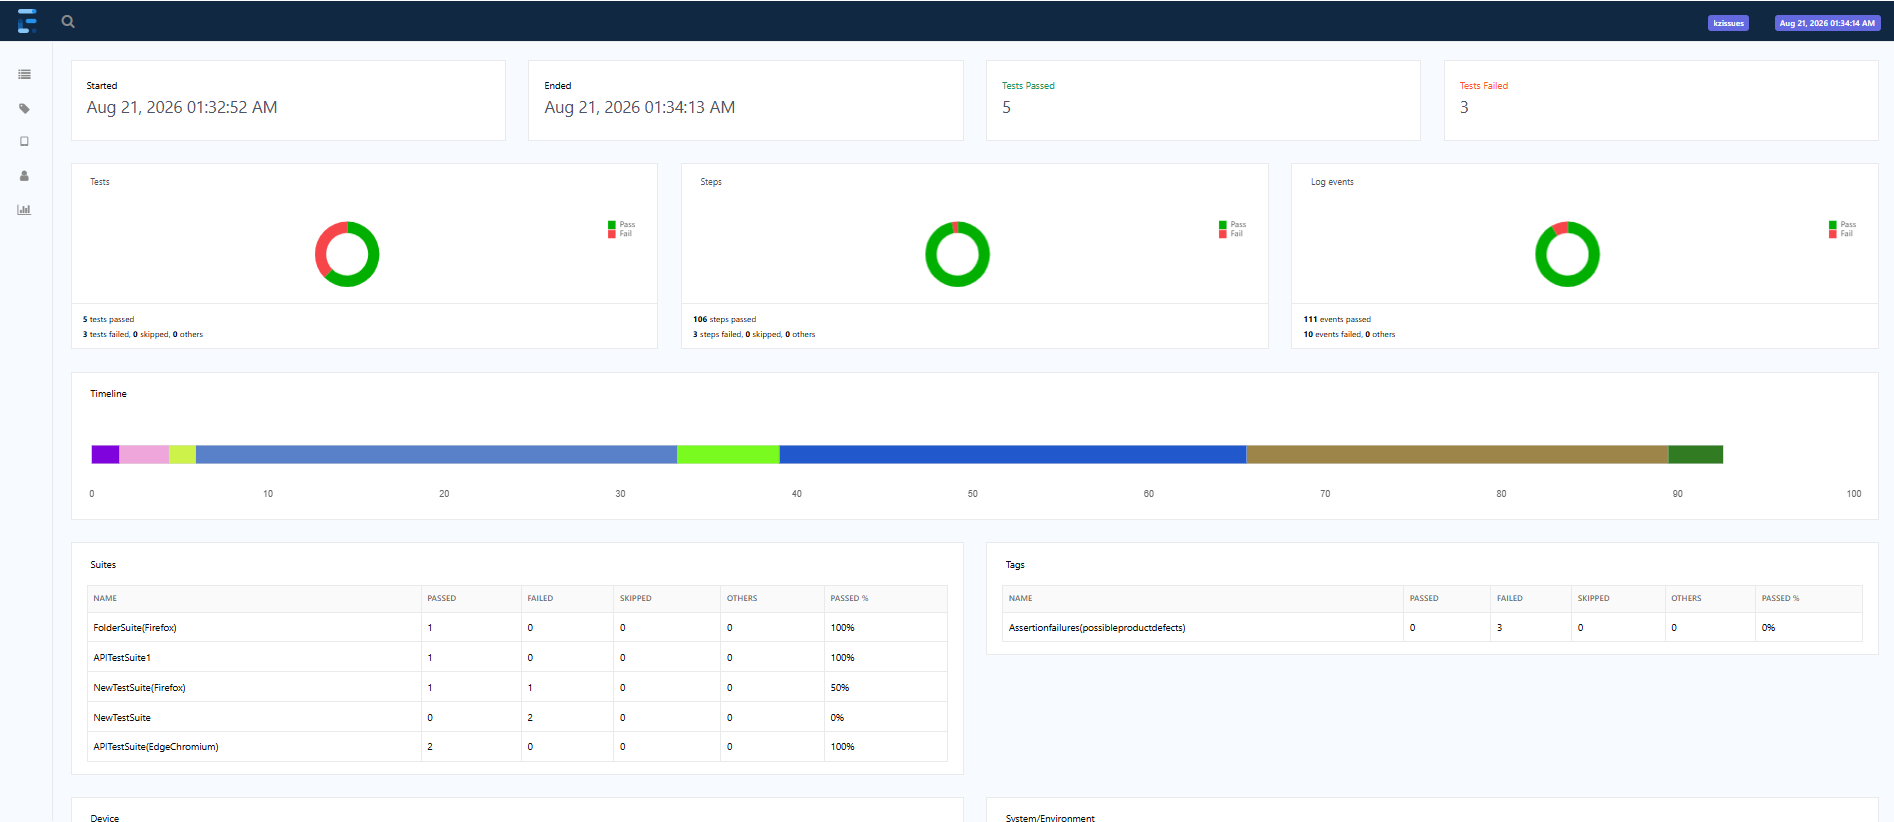 kzissues Aug 21, 2026 01:34:14 AM
Started
Aug 21, 2026 01:32:52 AM
Ended
Aug 21, 2026 01:34:13 AM
Tests Passed
5
Tests Failed
3
Tests
Pass
Fail
5 tests passed
3 tests failed, 0 skipped, 0 others
Steps
Pass
Fail
106 steps passed
3 steps failed, 0 skipped, 0 others
Log events
Pass
Fail
111 events passed
10 events failed, 0 others
Timeline
0 10 20 30 40 50 60 70 80 90 100
Suites
NAME PASSED FAILED SKIPPED OTHERS PASSED %
FolderSuite(Firefox) 1 0 0 0 100%
APITestSuite1 1 0 0 0 100%
NewTestSuite(Firefox) 1 1 0 0 50%
NewTestSuite 0 2 0 0 0%
APITestSuite(EdgeChromium) 2 0 0 0 100%
Tags
NAME PASSED FAILED SKIPPED OTHERS PASSED %
Assertionfailures(possibleproductdefects) 0 3 0 0 0%
Device
System/Environment